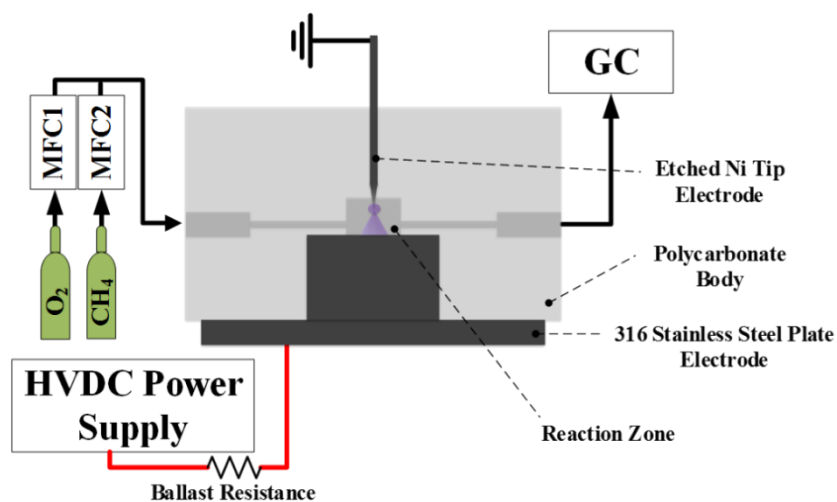 GC
MFC1
MFC2
O₂
CH₄
Etched Ni Tip
Electrode
Polycarbonate
Body
316 Stainless Steel Plate
Electrode
HVDC Power
Supply
Reaction Zone
Ballast Resistance